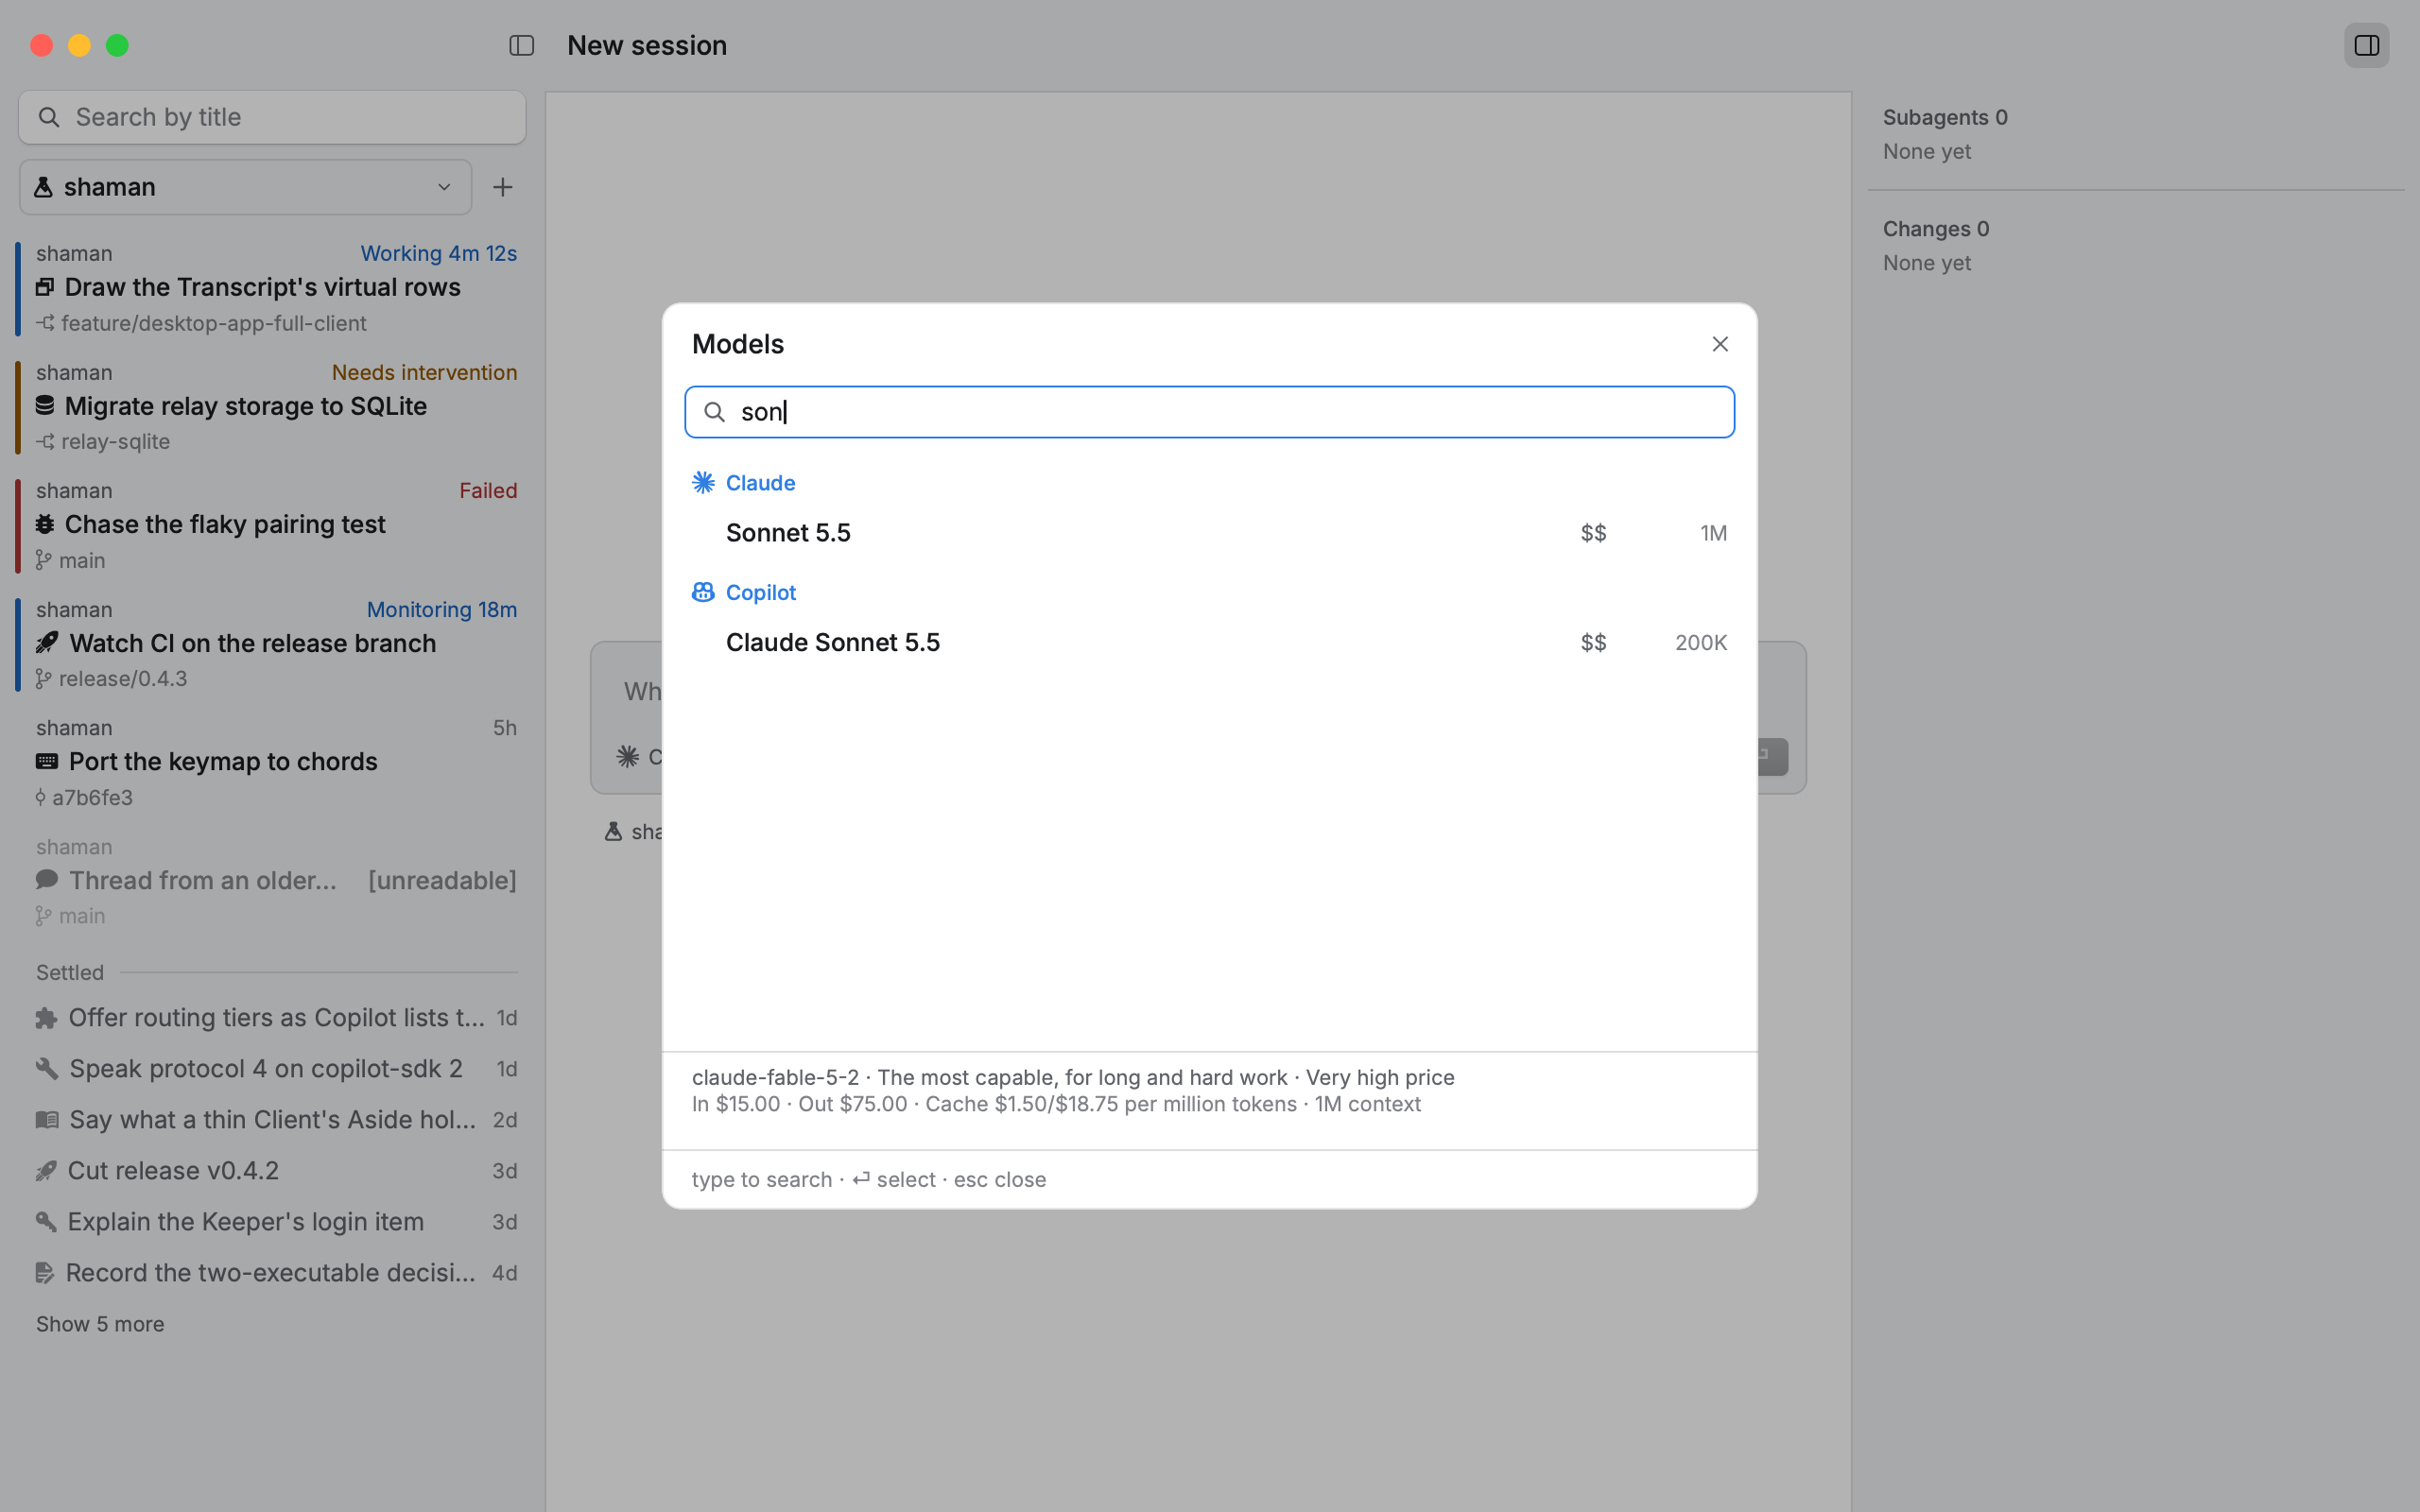 New session
Search by title
shaman
shaman Working 4m 12s
Draw the Transcript's virtual rows
feature/desktop-app-full-client
shaman Needs intervention
Migrate relay storage to SQLite
relay-sqlite
shaman Failed
Chase the flaky pairing test
main
shaman Monitoring 18m
Watch CI on the release branch
release/0.4.3
shaman 5h
Port the keymap to chords
a7b6fe3
shaman
Thread from an older... [unreadable]
main
Settled
Offer routing tiers as Copilot lists t... 1d
Speak protocol 4 on copilot-sdk 2 1d
Say what a thin Client's Aside hol... 2d
Cut release v0.4.2 3d
Explain the Keeper's login item 3d
Record the two-executable decisi... 4d
Show 5 more
Wh
C
sha
Models
son
Claude
Sonnet 5.5 $$ 1M
Copilot
Claude Sonnet 5.5 $$ 200K
claude-fable-5-2 · The most capable, for long and hard work · Very high price
In $15.00 · Out $75.00 · Cache $1.50/$18.75 per million tokens · 1M context
type to search · ⏎ select · esc close
Subagents 0
None yet
Changes 0
None yet